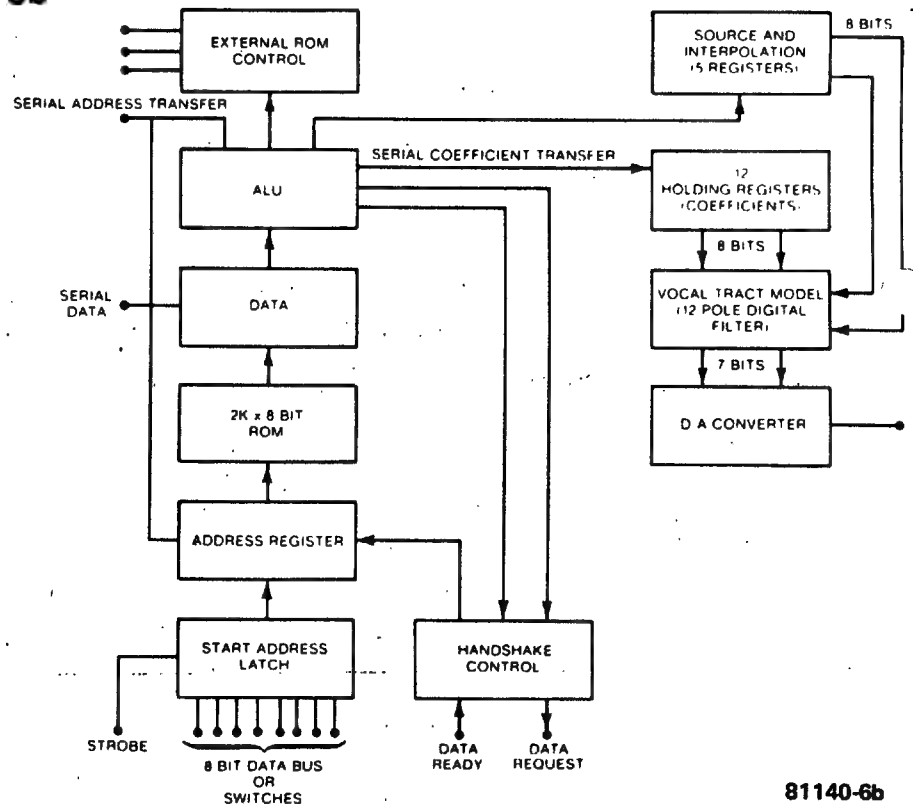 EXTERNAL ROM
CONTROL
SOURCE AND
INTERPOLATION
(5 REGISTERS)
8 BITS
SERIAL ADDRESS TRANSFER
SERIAL COEFFICIENT TRANSFER
ALU
12
HOLDING REGISTERS
(COEFFICIENTS)
8 BITS
SERIAL
DATA
DATA
VOCAL TRACT MODEL
(12 POLE DIGITAL
FILTER)
7 BITS
2K x 8 BIT
ROM
D A CONVERTER
ADDRESS REGISTER
START ADDRESS
LATCH
HANDSHAKE
CONTROL
STROBE
8 BIT DATA BUS
OR
SWITCHES
DATA
READY
DATA
REQUEST
81140-6b